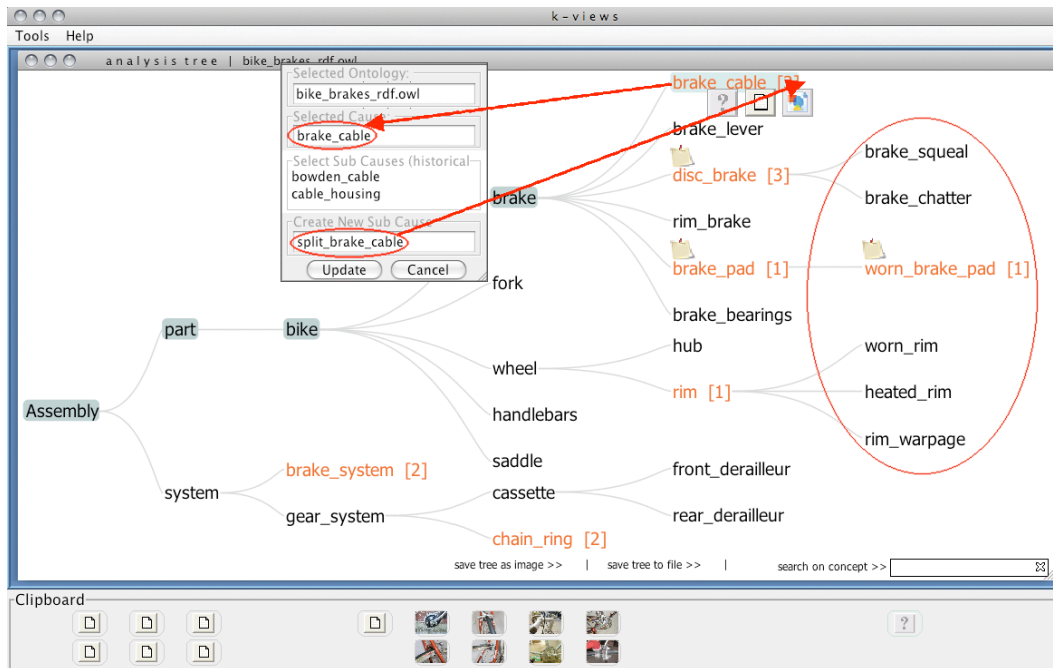 k-views
Tools Help
analysis tree | bike_brakes_rdf.owl
Selected Ontology:
bike_brakes_rdf.owl
Selected Cause:
brake_cable
Select Sub Causes (historical
bowden_cable
cable_housing
Create New Sub Cause
split_brake_cable
Update Cancel
Assembly
part
system
bike
brake_system [2]
gear_system
brake
fork
wheel
handlebars
saddle
cassette
chain_ring [2]
brake_cable
?
brake_lever
disc_brake [3]
rim_brake
brake_pad [1]
brake_bearings
hub
rim [1]
front_derailleur
rear_derailleur
brake_squeal
brake_chatter
worn_brake_pad [1]
worn_rim
heated_rim
rim_warpage
save tree as image >> | save tree to file >> | search on concept >>
Clipboard
?